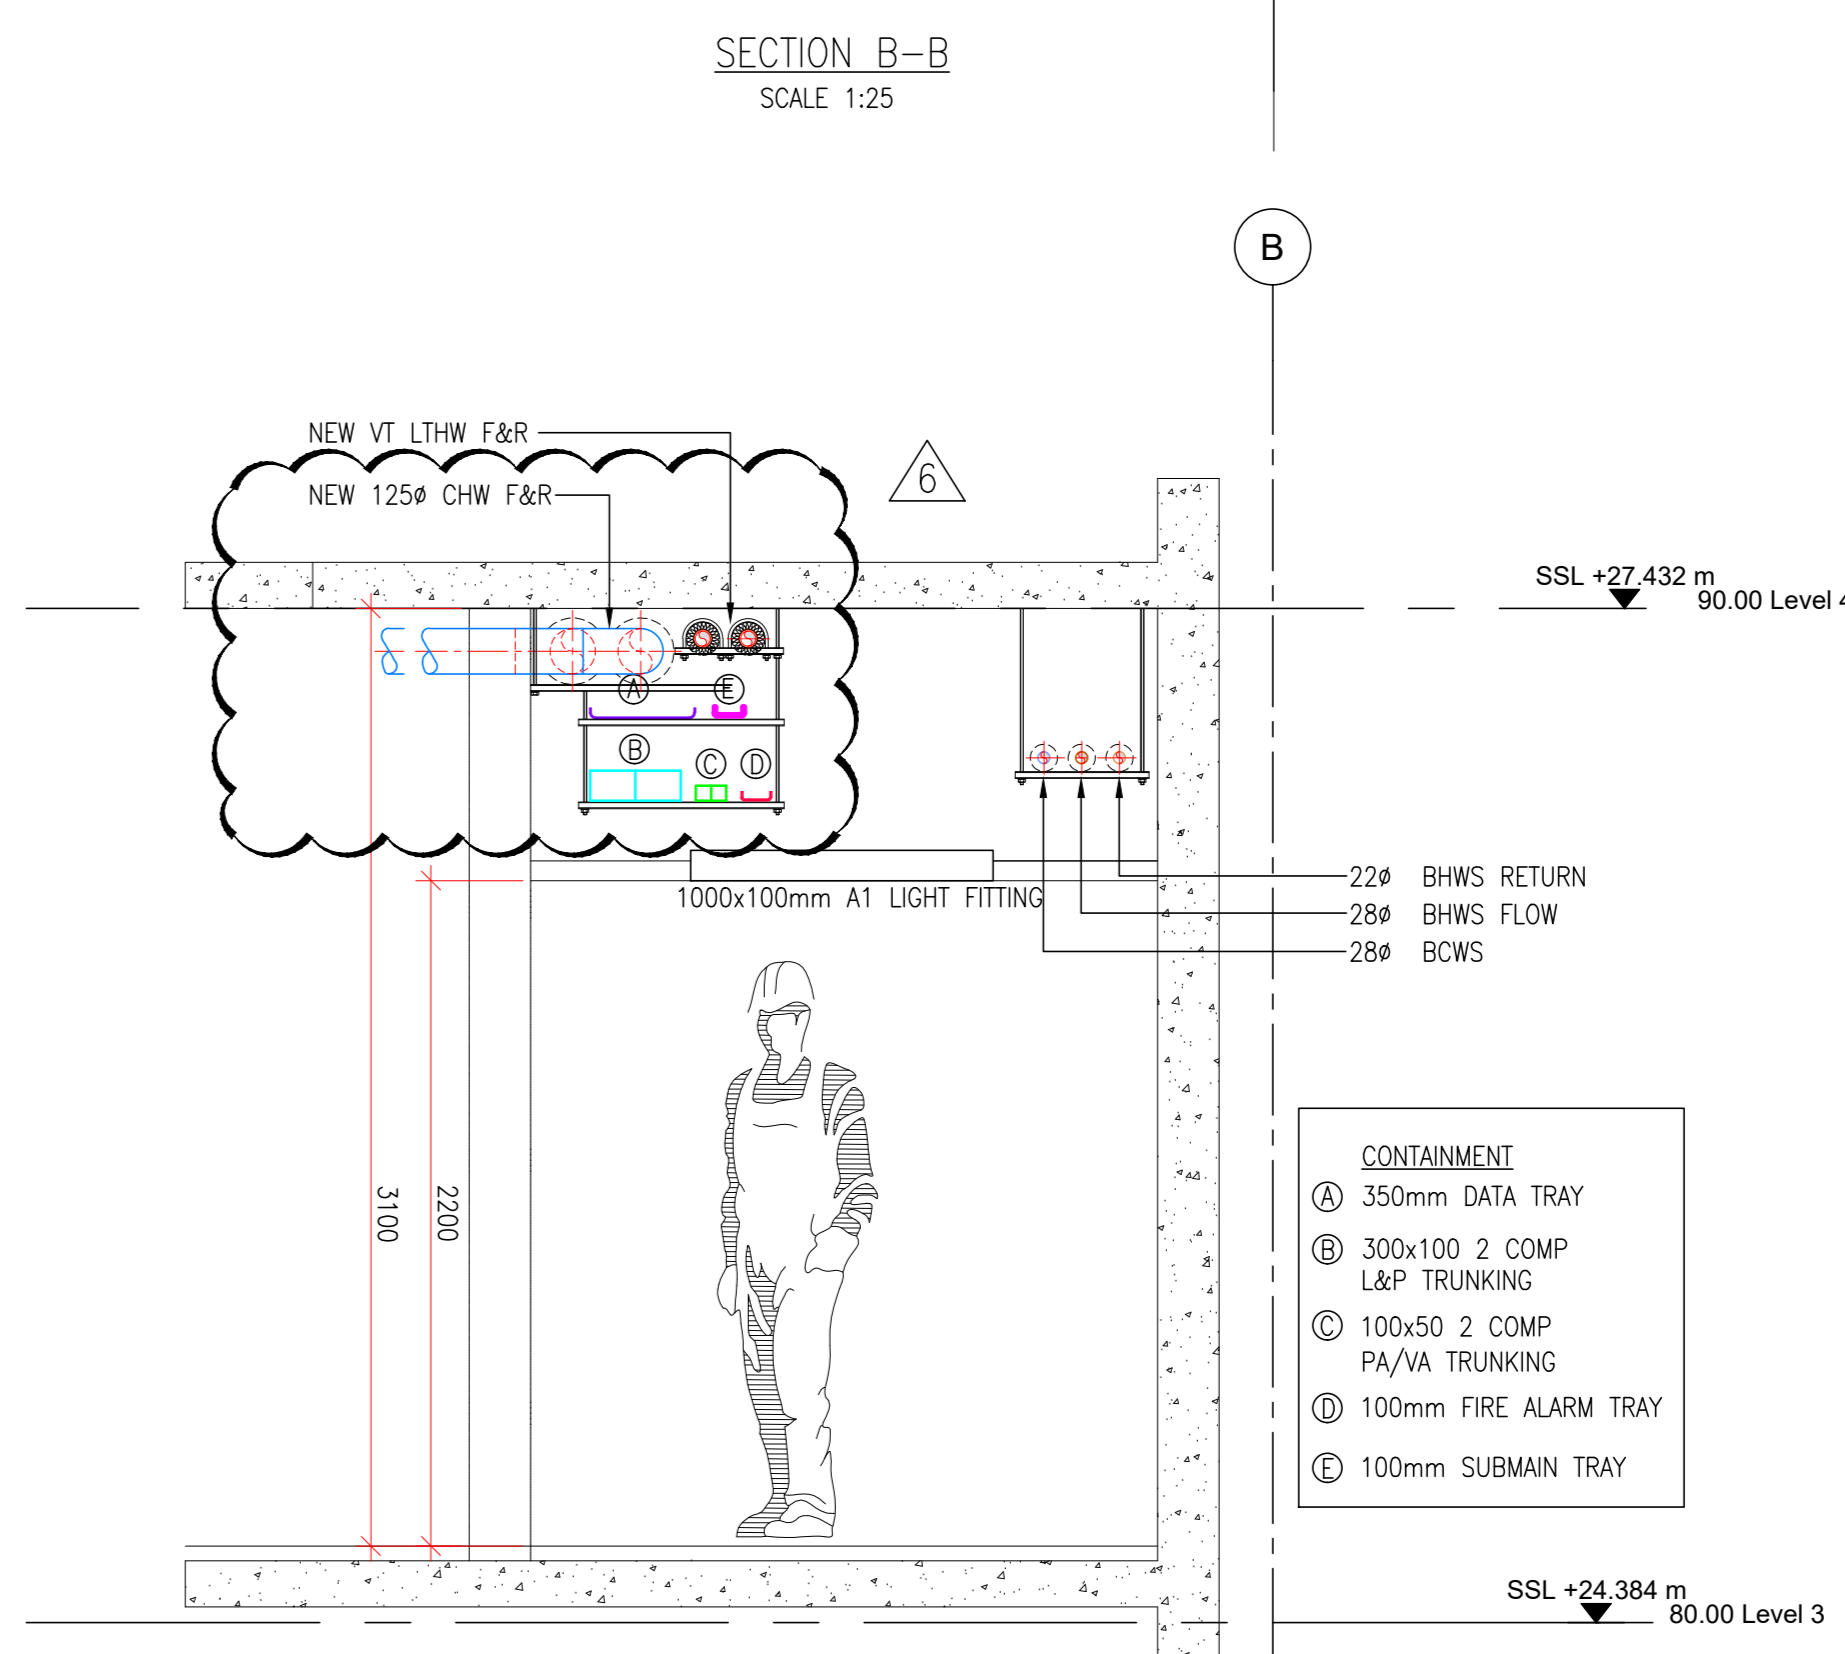 SECTION B-B
SCALE 1:25
B
NEW VT LTHW F&R
6
NEW 125ø CHW F&R
SSL +27.432 m
90.00 Level 4
A
E
B
C
D
1000x100mm A1 LIGHT FITTING
22ø BHWS RETURN
28ø BHWS FLOW
28ø BCWS
3100
2200
CONTAINMENT
A 350mm DATA TRAY
B 300x100 2 COMP
L&P TRUNKING
C 100x50 2 COMP
PA/VA TRUNKING
D 100mm FIRE ALARM TRAY
E 100mm SUBMAIN TRAY
SSL +24.384 m
80.00 Level 3